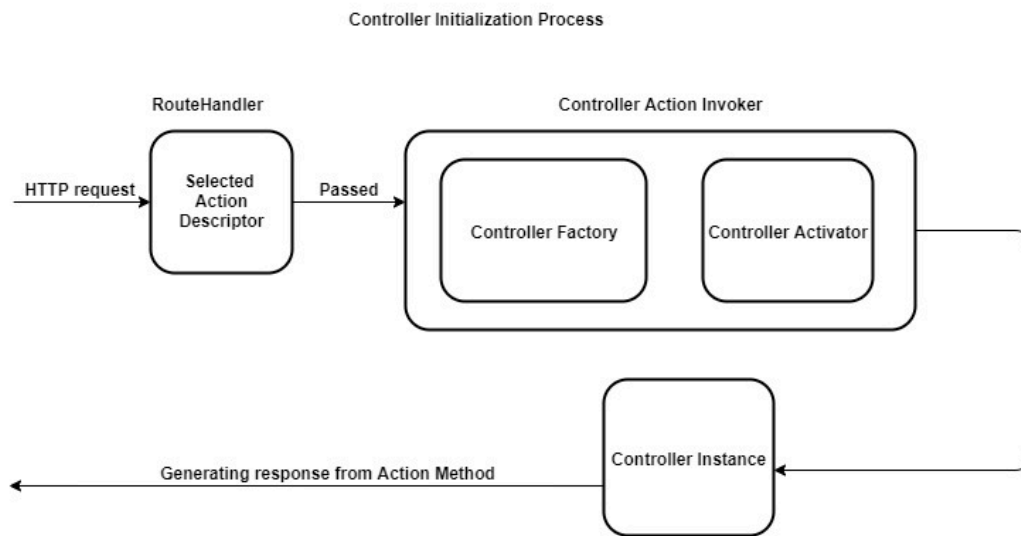 Controller Initialization Process
RouteHandler
Controller Action Invoker
HTTP request
Selected
Action
Descriptor
Passed
Controller Factory
Controller Activator
Controller Instance
Generating response from Action Method